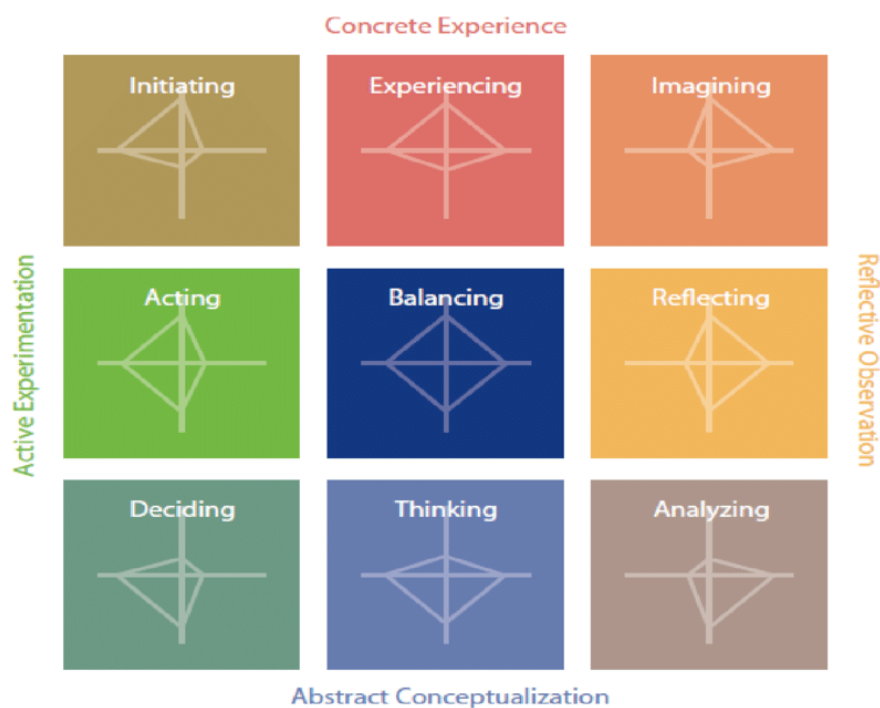 Concrete Experience
Initiating
Experiencing
Imagining
Active Experimentation
Acting
Balancing
Reflecting
Reflective Observation
Deciding
Thinking
Analyzing
Abstract Conceptualization